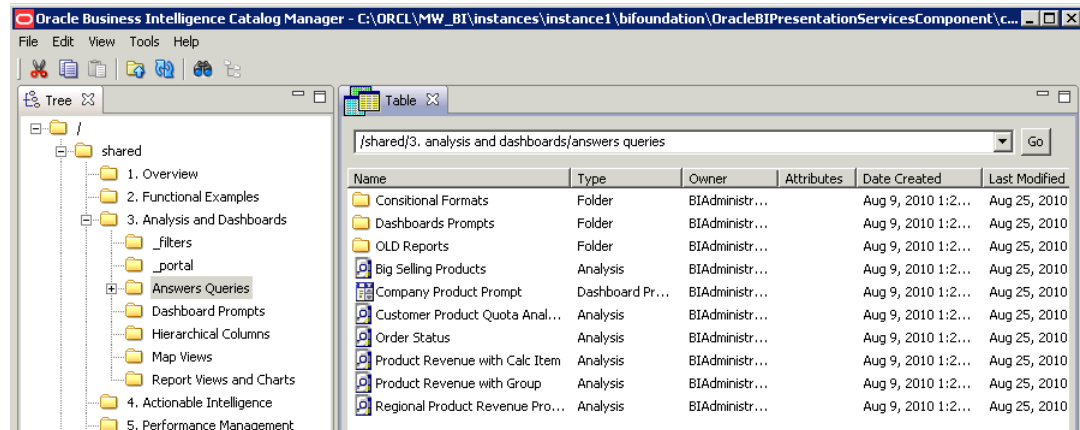 Oracle Business Intelligence Catalog Manager - C:\ORCL\MW_BI\instances\instance1\bifoundation\OracleBIPresentationServicesComponent\c...
File Edit View Tools Help
Tree
/
shared
1. Overview
2. Functional Examples
3. Analysis and Dashboards
_filters
_portal
Answers Queries
Dashboard Prompts
Hierarchical Columns
Map Views
Report Views and Charts
4. Actionable Intelligence
5. Performance Management
Table
/shared/3. analysis and dashboards/answers queries Go
Name Type Owner Attributes Date Created Last Modified
Consitional Formats Folder BIAdministr... Aug 9, 2010 1:2... Aug 25, 2010
Dashboards Prompts Folder BIAdministr... Aug 9, 2010 1:2... Aug 25, 2010
OLD Reports Folder BIAdministr... Aug 9, 2010 1:2... Aug 25, 2010
Big Selling Products Analysis BIAdministr... Aug 9, 2010 1:2... Aug 25, 2010
Company Product Prompt Dashboard Pr... BIAdministr... Aug 9, 2010 1:2... Aug 25, 2010
Customer Product Quota Anal... Analysis BIAdministr... Aug 9, 2010 1:2... Aug 25, 2010
Order Status Analysis BIAdministr... Aug 9, 2010 1:2... Aug 25, 2010
Product Revenue with Calc Item Analysis BIAdministr... Aug 9, 2010 1:2... Aug 25, 2010
Product Revenue with Group Analysis BIAdministr... Aug 9, 2010 1:2... Aug 25, 2010
Regional Product Revenue Pro... Analysis BIAdministr... Aug 9, 2010 1:2... Aug 25, 2010